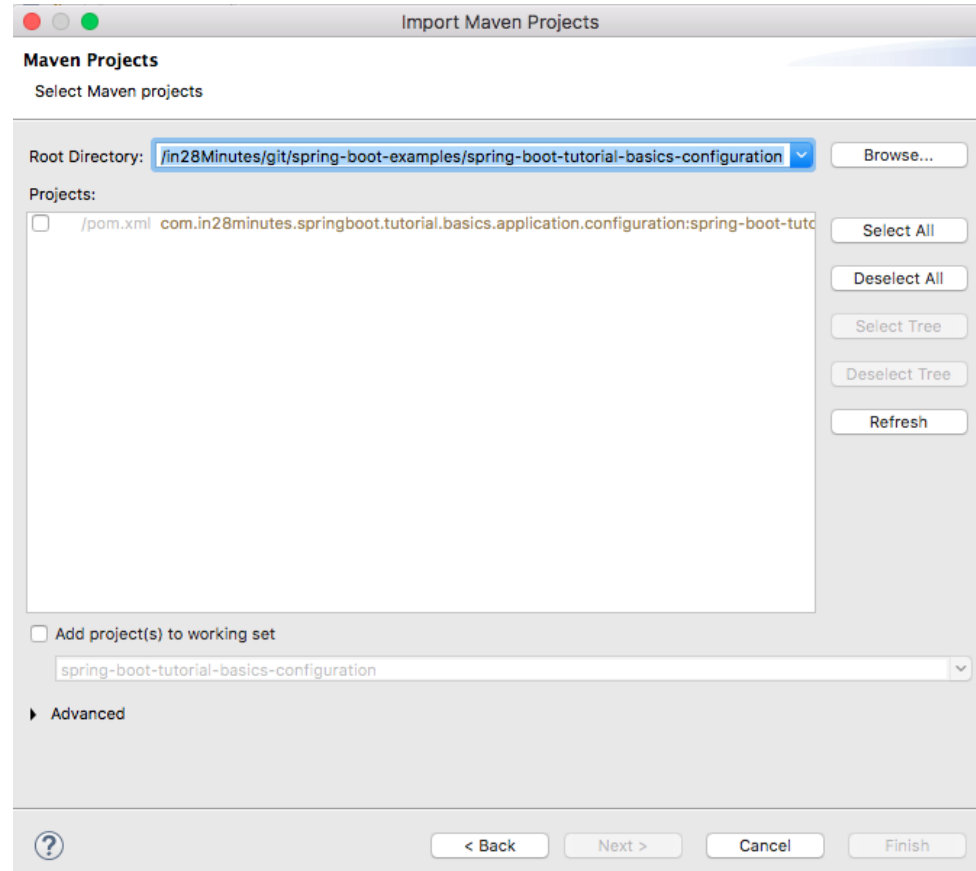 Import Maven Projects
Maven Projects
Select Maven projects
Root Directory: /in28Minutes/git/spring-boot-examples/spring-boot-tutorial-basics-configuration Browse...
Projects:
/pom.xml com.in28minutes.springboot.tutorial.basics.application.configuration:spring-boot-tuto
Select All
Deselect All
Select Tree
Deselect Tree
Refresh
Add project(s) to working set
spring-boot-tutorial-basics-configuration
Advanced
? < Back Next > Cancel Finish